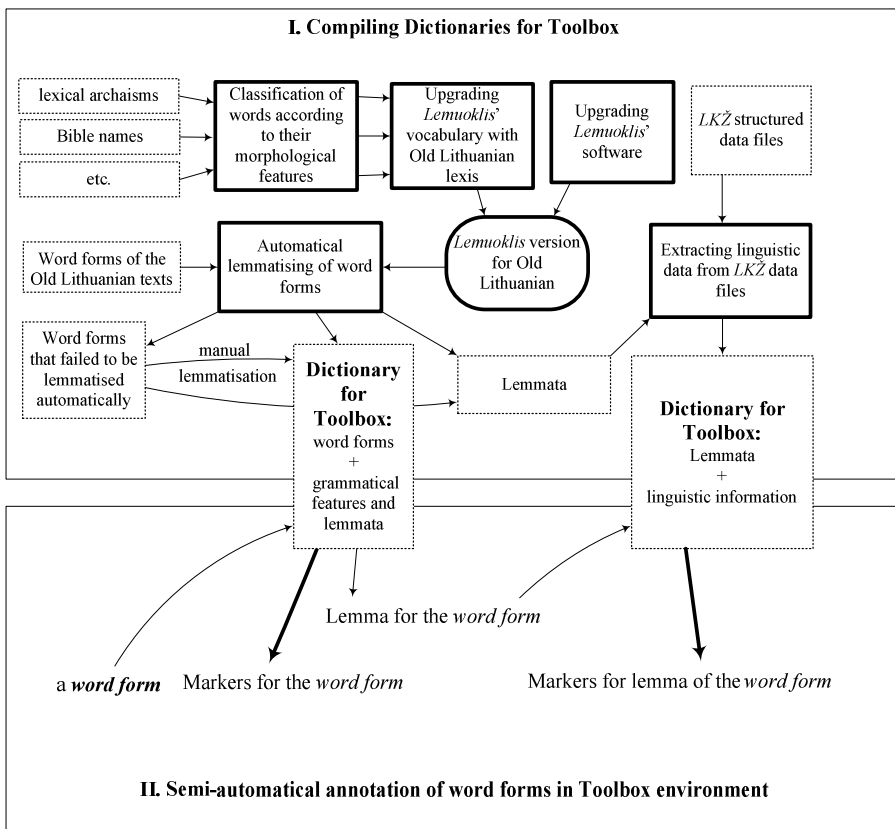 I. Compiling Dictionaries for Toolbox
lexical archaisms
Bible names
etc.
Classification of
words according
to their
morphological
features
Upgrading
Lemuoklis’
vocabulary with
Old Lithuanian
lexis
Upgrading
Lemuoklis’
software
LKŽ structured
data files
Word forms of the
Old Lithuanian texts
Automatical
lemmatising of word
forms
Lemuoklis version
for Old
Lithuanian
Extracting linguistic
data from LKŽ data
files
Word forms
that failed to be
lemmatised
automatically
manual
lemmatisation
Dictionary
for
Toolbox:
word forms
+
grammatical
features and
lemmata
Lemmata
Dictionary for
Toolbox:
Lemmata
+
linguistic information
Lemma for the word form
a word form
Markers for the word form
Markers for lemma of the word form
II. Semi-automatical annotation of word forms in Toolbox environment